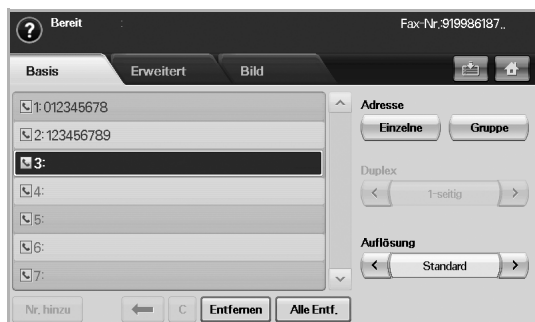 Bereit :
Fax-Nr.:919986187..
Basis
Erweitert
Bild
1: 012345678
2: 123456789
3:
4:
5:
6:
7:
Adresse
Einzelne
Gruppe
Duplex
1-seitig
Auflösung
Standard
Nr. hinzu
C
Entfernen
Alle Entf.